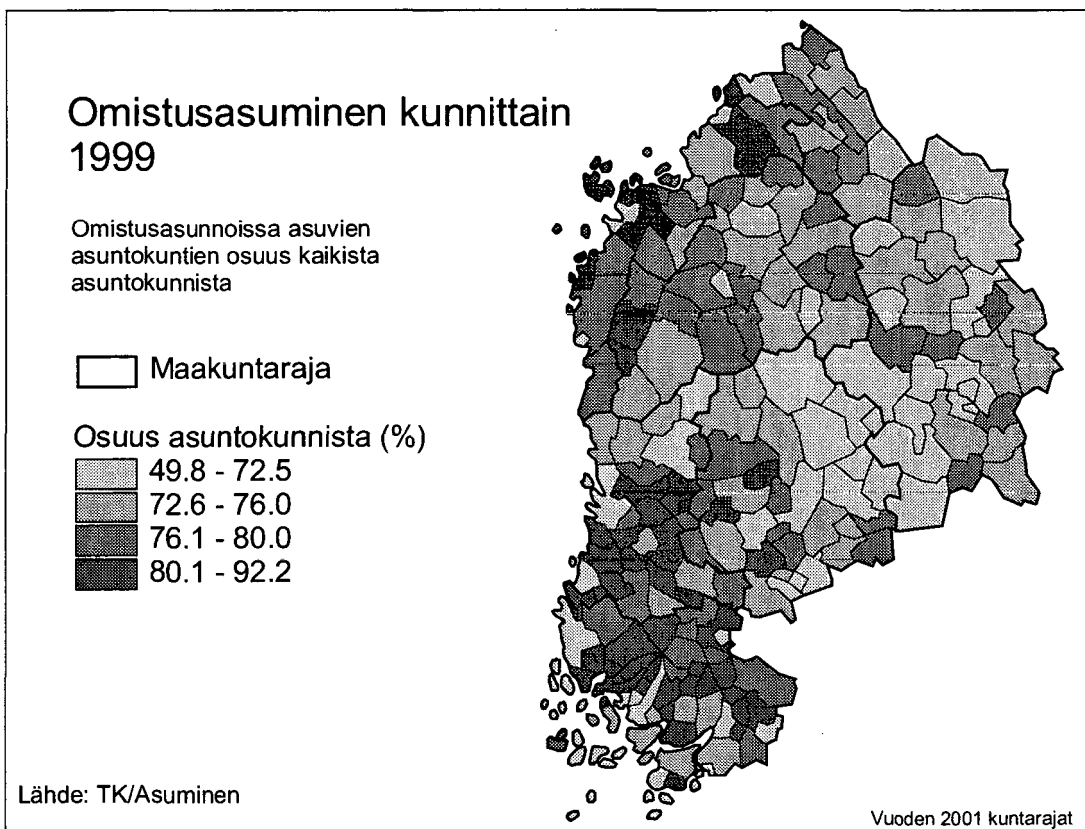 Omistusasuminen kunnittain
1999
Omistusasunnoissa asuvien
asuntokuntien osuus kaikista
asuntokunnista
Maakuntaraja
Osuus asuntokunnista (%)
49.8 - 72.5
72.6 - 76.0
76.1 - 80.0
80.1 - 92.2
Lähde: TK/Asuminen
Vuoden 2001 kuntarajat